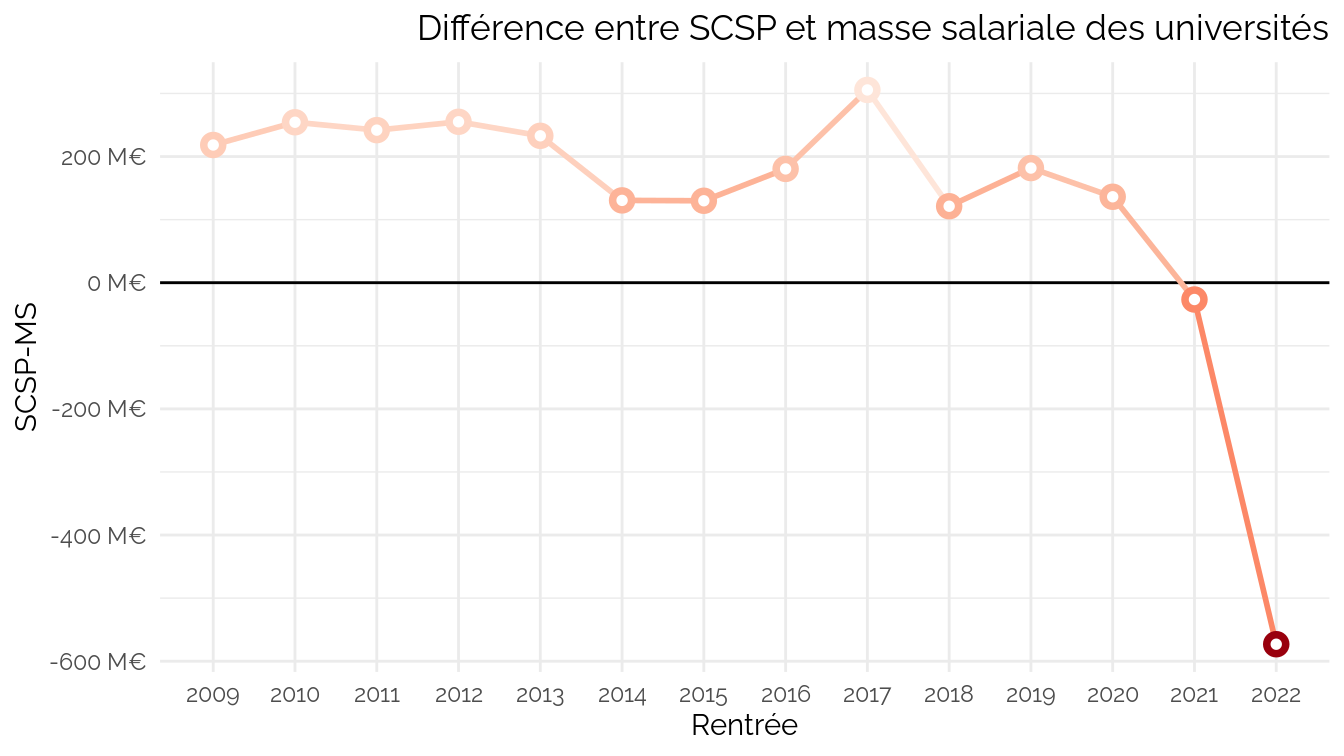 Différence entre SCSP et masse salariale des universités
SCSP-MS
200 M€
0 M€
-200 M€
-400 M€
-600 M€
2009 2010 2011 2012 2013 2014 2015 2016 2017 2018 2019 2020 2021 2022
Rentrée